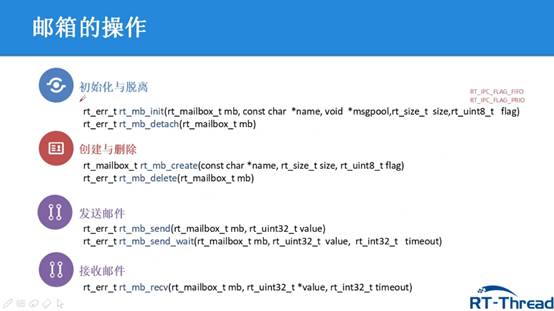 邮箱的操作
初始化与脱离
RT_IPC_FLAG_FIFO
RT_IPC_FLAG_PRIO
rt_err_t rt_mb_init(rt_mailbox_t mb, const char *name, void *msgpool,rt_size_t size,rt_uint8_t flag)
rt_err_t rt_mb_detach(rt_mailbox_t mb)
创建与删除
rt_mailbox_t rt_mb_create(const char *name, rt_size_t size, rt_uint8_t flag)
rt_err_t rt_mb_delete(rt_mailbox_t mb)
发送邮件
rt_err_t rt_mb_send(rt_mailbox_t mb, rt_uint32_t value)
rt_err_t rt_mb_send_wait(rt_mailbox_t mb, rt_uint32_t value, rt_int32_t timeout)
接收邮件
rt_err_t rt_mb_recv(rt_mailbox_t mb, rt_uint32_t *value, rt_int32_t timeout)
RT-Thread